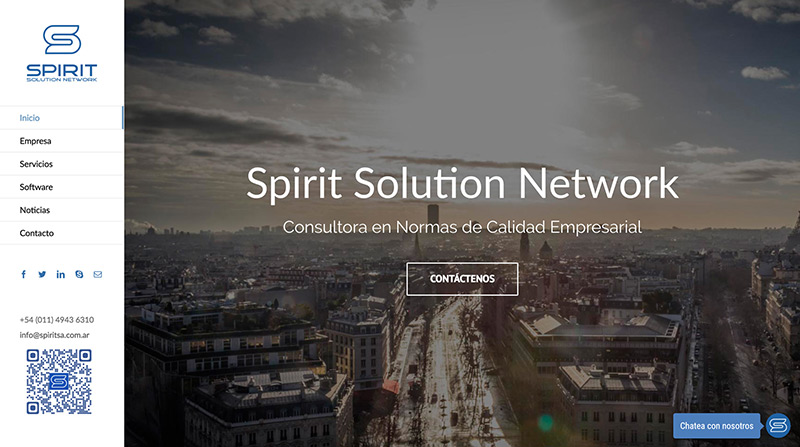 SPIRIT
SOLUTION NETWORK
Inicio
Empresa
Servicios
Software
Noticias
Contacto
+54 (011) 4943 6310
info@spiritsa.com.ar
Spirit Solution Network
Consultora en Normas de Calidad Empresarial
CONTÁCTENOS
Chatea con nosotros